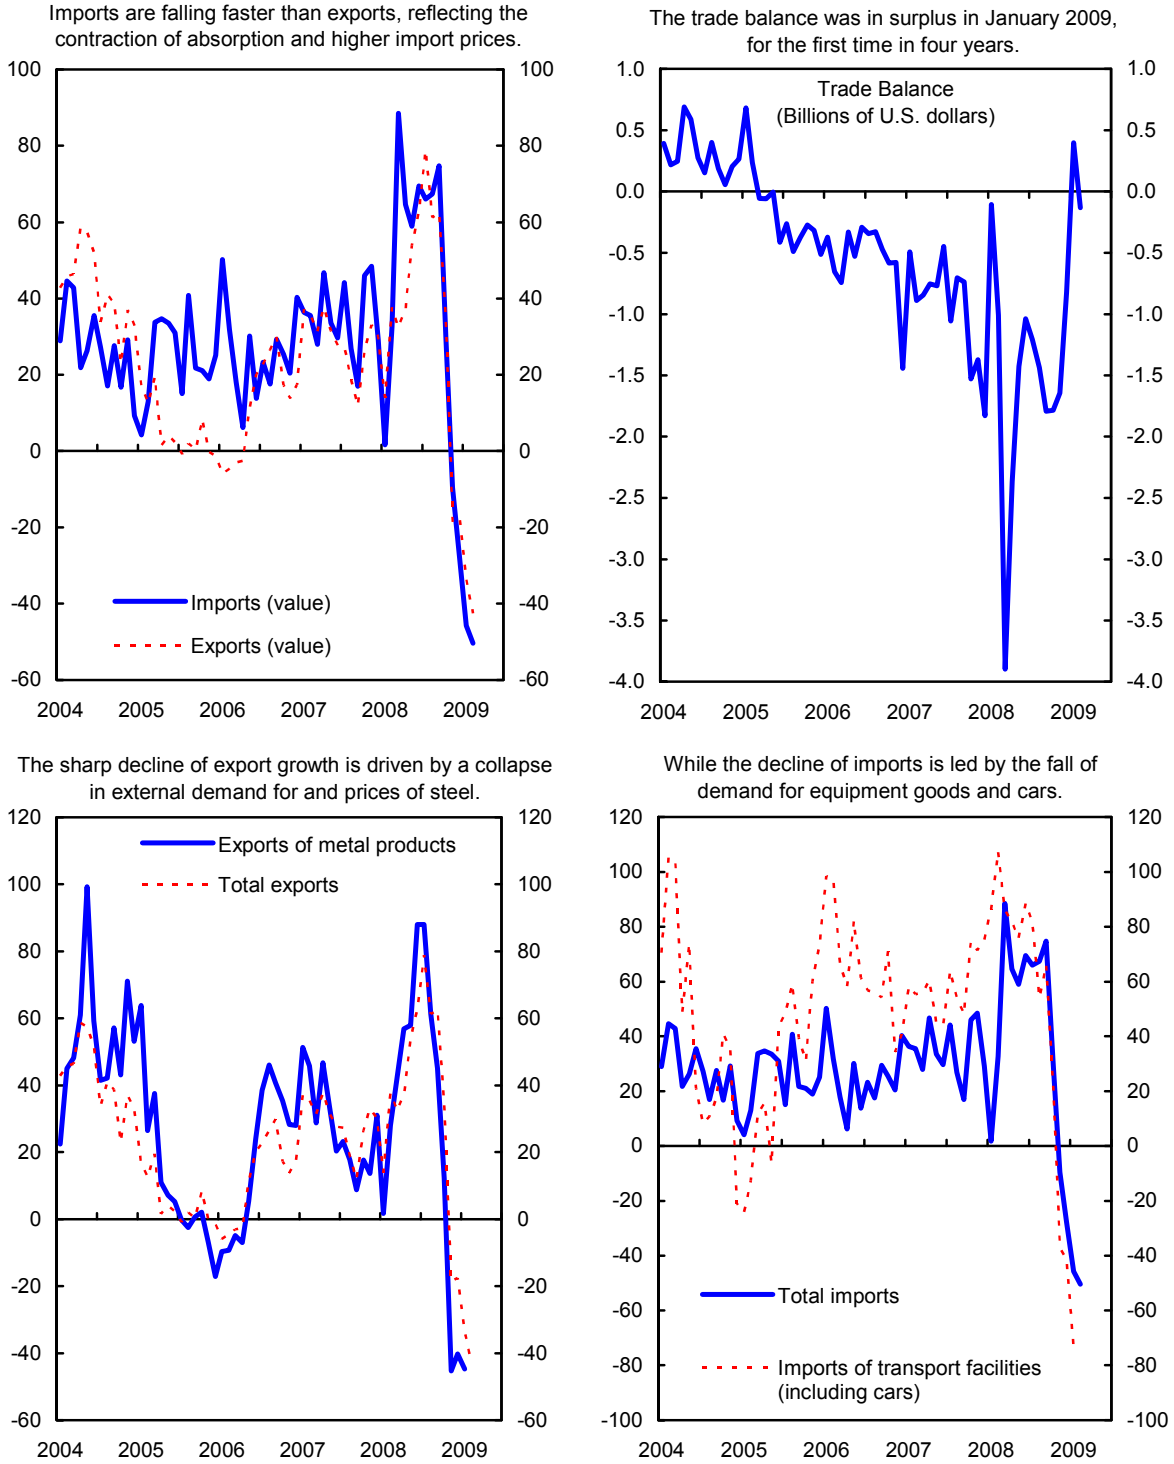 Imports are falling faster than exports, reflecting the
contraction of absorption and higher import prices.
100 100
80 80
60 60
40 40
20 20
0 0
-20 -20
-40 -40
-60 -60
Imports (value)
Exports (value)
2004 2005 2006 2007 2008 2009
The trade balance was in surplus in January 2009,
for the first time in four years.
Trade Balance
(Billions of U.S. dollars)
1.0 1.0
0.5 0.5
0.0 0.0
-0.5 -0.5
-1.0 -1.0
-1.5 -1.5
-2.0 -2.0
-2.5 -2.5
-3.0 -3.0
-3.5 -3.5
-4.0 -4.0
2004 2005 2006 2007 2008 2009
The sharp decline of export growth is driven by a collapse
in external demand for and prices of steel.
120 120
Exports of metal products
Total exports
100 100
80 80
60 60
40 40
20 20
0 0
-20 -20
-40 -40
-60 -60
2004 2005 2006 2007 2008 2009
While the decline of imports is led by the fall of
demand for equipment goods and cars.
120 120
100 100
80 80
60 60
40 40
20 20
0 0
-20 -20
-40 -40
-60 -60
-80 -80
-100 -100
Total imports
Imports of transport facilities
(including cars)
2004 2005 2006 2007 2008 2009